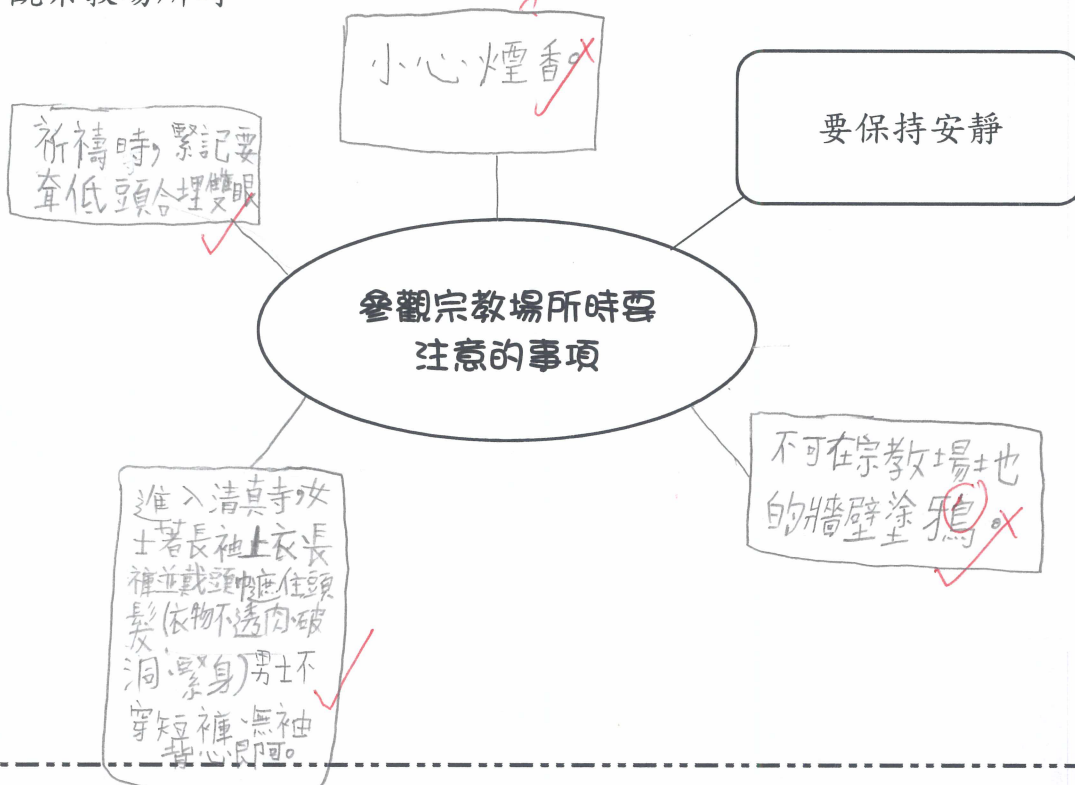 小心煙香。
要保持安靜
祈禱時，緊記要
耷低頭合埋雙眼
參觀宗教場所時要
注意的事項
不可在宗教場地
的牆壁塗鴉。
進入清真寺，女
士著長袖上衣長
褲並戴頭巾遮住頭
髮(衣物不透肉、破
洞、緊身)男士不
穿短褲、無袖
背心即可。